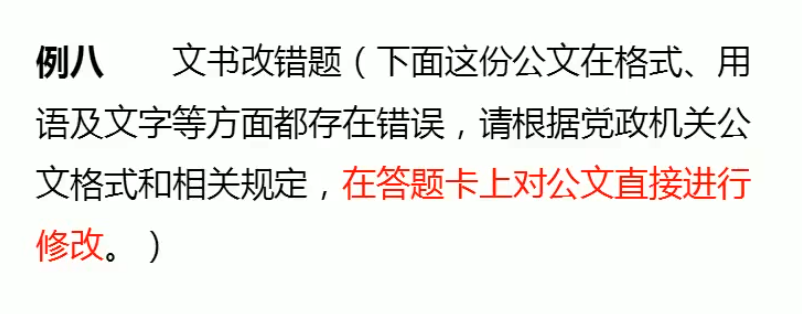 例八　　文书改错题（下面这份公文在格式、用
语及文字等方面都存在错误，请根据党政机关公
文格式和相关规定，在答题卡上对公文直接进行
修改。）